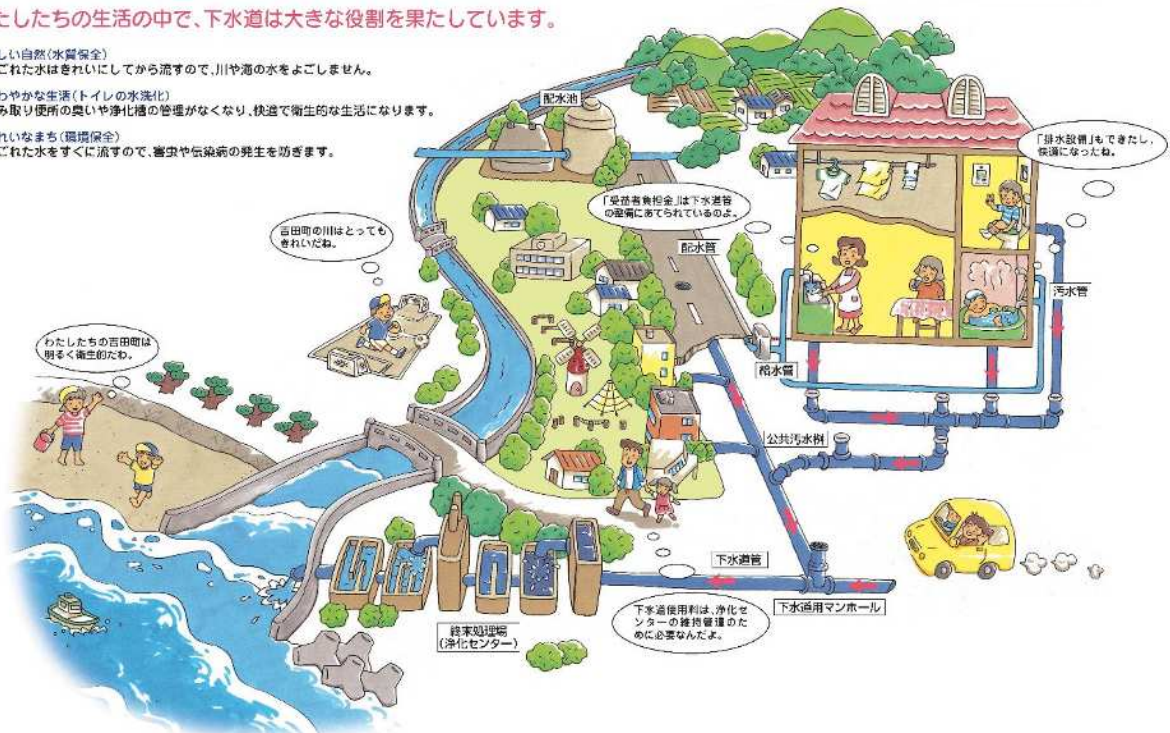 たしたちの生活の中で、下水道は大きな役割を果たしています。
しい自然(水質保全)
ごれた水はきれいにしてから流すので、川や海の水をよごしません。
わやかな生活(トイレの水洗化)
み取り便所の臭いや浄化槽の管理がなくなり、快適で衛生的な生活になります。
れいなまち(環境保全)
ごれた水をすぐに流すので、害虫や伝染病の発生を防ぎます。
配水池
「排水設備」もできたし、
快適になったね。
「受益者負担金」は下水道管
の整備にあてられているのよ。
吉田町の川はとっても
きれいだね。
配水管
汚水管
わたしたちの吉田町は
明るく衛生的だわ。
給水管
公共汚水桝
下水道管
下水道用マンホール
下水道使用料は、浄化セ
ンターの維持管理のた
めに必要なんだよ。
終末処理場
(浄化センター)